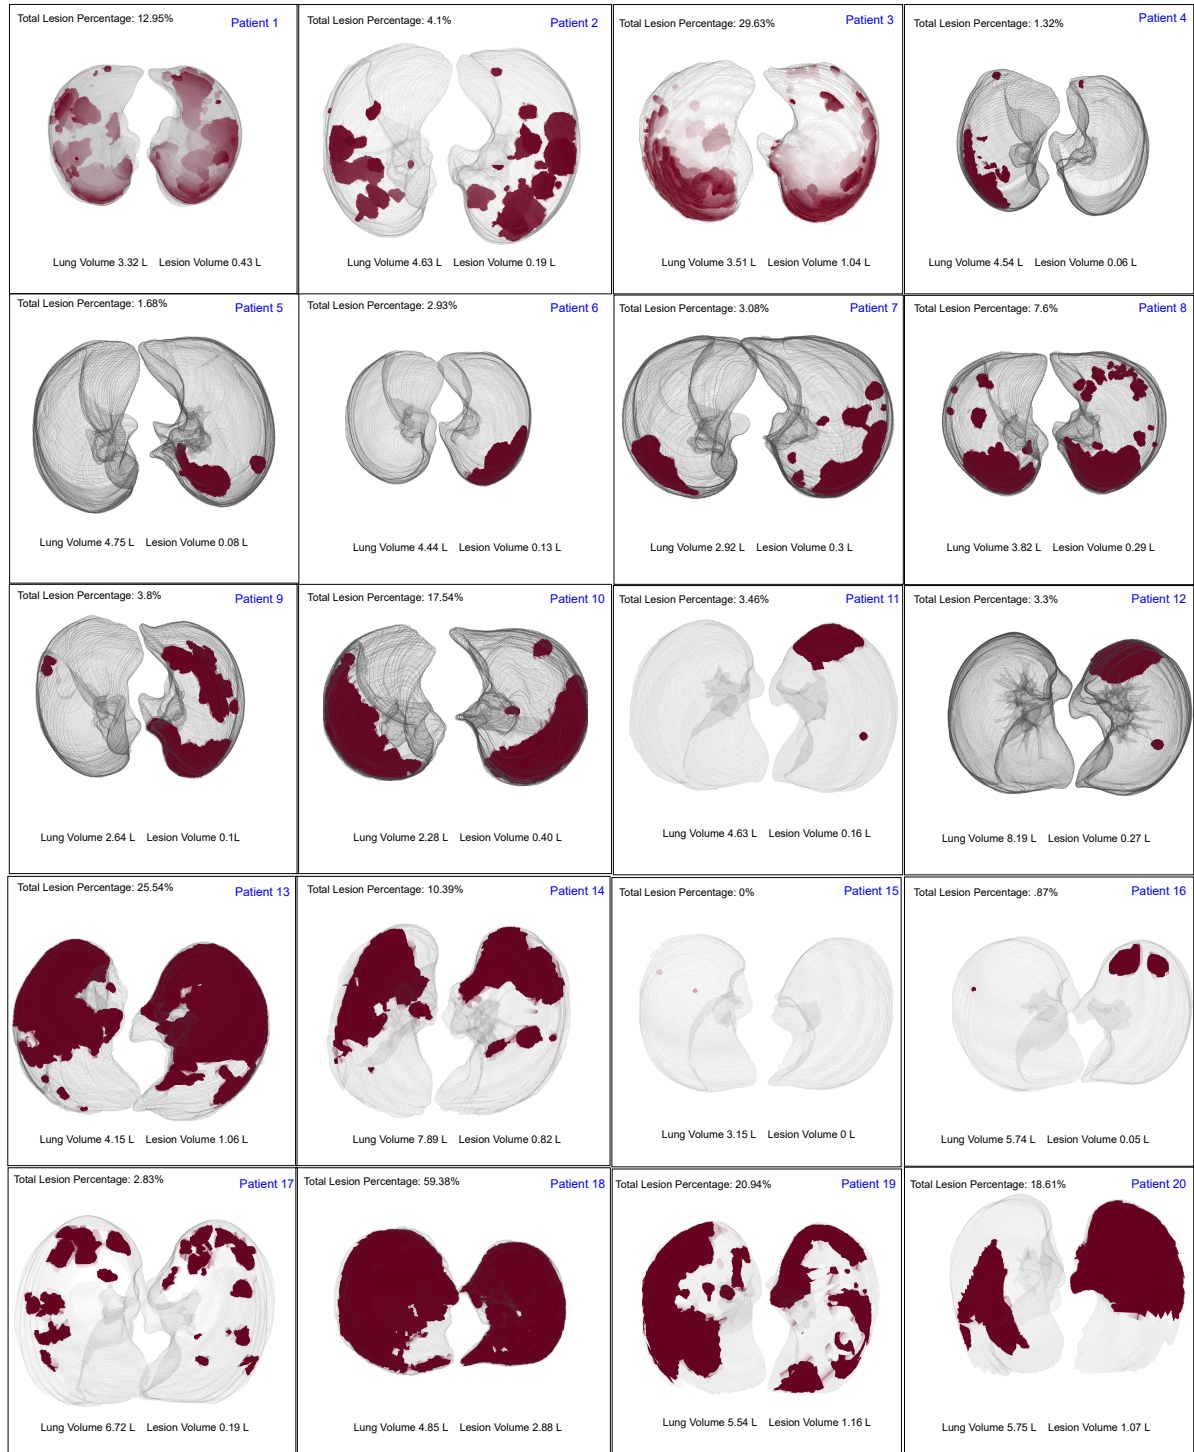 Total Lesion Percentage: 12.95%
Patient 1
Lung Volume 3.32 L Lesion Volume 0.43 L
Total Lesion Percentage: 4.1%
Patient 2
Lung Volume 4.63 L Lesion Volume 0.19 L
Total Lesion Percentage: 29.63%
Patient 3
Lung Volume 3.51 L Lesion Volume 1.04 L
Total Lesion Percentage: 1.32%
Patient 4
Lung Volume 4.54 L Lesion Volume 0.06 L
Total Lesion Percentage: 1.68%
Patient 5
Lung Volume 4.75 L Lesion Volume 0.08 L
Total Lesion Percentage: 2.93%
Patient 6
Lung Volume 4.44 L Lesion Volume 0.13 L
Total Lesion Percentage: 3.08%
Patient 7
Lung Volume 2.92 L Lesion Volume 0.3 L
Total Lesion Percentage: 7.6%
Patient 8
Lung Volume 3.82 L Lesion Volume 0.29 L
Total Lesion Percentage: 3.8%
Patient 9
Lung Volume 2.64 L Lesion Volume 0.1L
Total Lesion Percentage: 17.54%
Patient 10
Lung Volume 2.28 L Lesion Volume 0.40 L
Total Lesion Percentage: 3.46%
Patient 11
Lung Volume 4.63 L Lesion Volume 0.16 L
Total Lesion Percentage: 3.3%
Patient 12
Lung Volume 8.19 L Lesion Volume 0.27 L
Total Lesion Percentage: 25.54%
Patient 13
Lung Volume 4.15 L Lesion Volume 1.06 L
Total Lesion Percentage: 10.39%
Patient 14
Lung Volume 7.89 L Lesion Volume 0.82 L
Total Lesion Percentage: 0%
Patient 15
Lung Volume 3.15 L Lesion Volume 0 L
Total Lesion Percentage: .87%
Patient 16
Lung Volume 5.74 L Lesion Volume 0.05 L
Total Lesion Percentage: 2.83%
Patient 17
Lung Volume 6.72 L Lesion Volume 0.19 L
Total Lesion Percentage: 59.38%
Patient 18
Lung Volume 4.85 L Lesion Volume 2.88 L
Total Lesion Percentage: 20.94%
Patient 19
Lung Volume 5.54 L Lesion Volume 1.16 L
Total Lesion Percentage: 18.61%
Patient 20
Lung Volume 5.75 L Lesion Volume 1.07 L